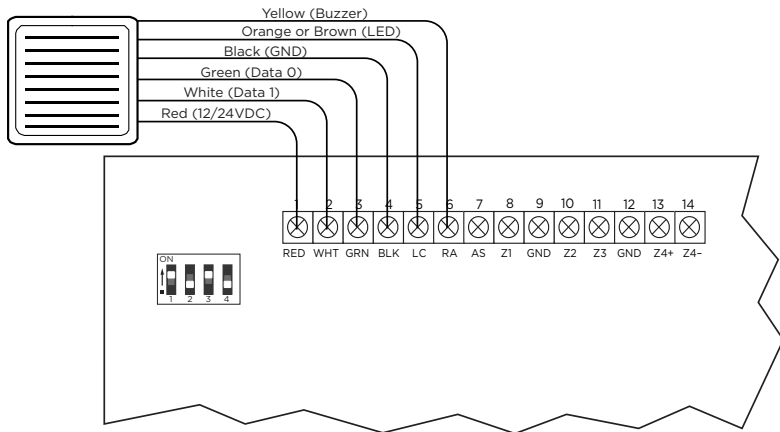 Yellow (Buzzer)
Orange or Brown (LED)
Black (GND)
Green (Data 0)
White (Data 1)
Red (12/24VDC)
1 2 3 4 5 6 7 8 9 10 11 12 13 14
RED WHT GRN BLK LC RA AS Z1 GND Z2 Z3 GND Z4+ Z4-
ON
1 2 3 4